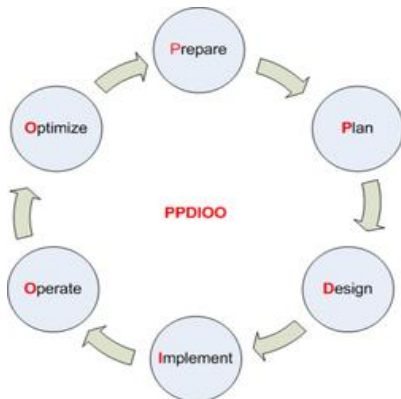 Prepare
Plan
Design
Implement
Operate
Optimize
PPDIOO